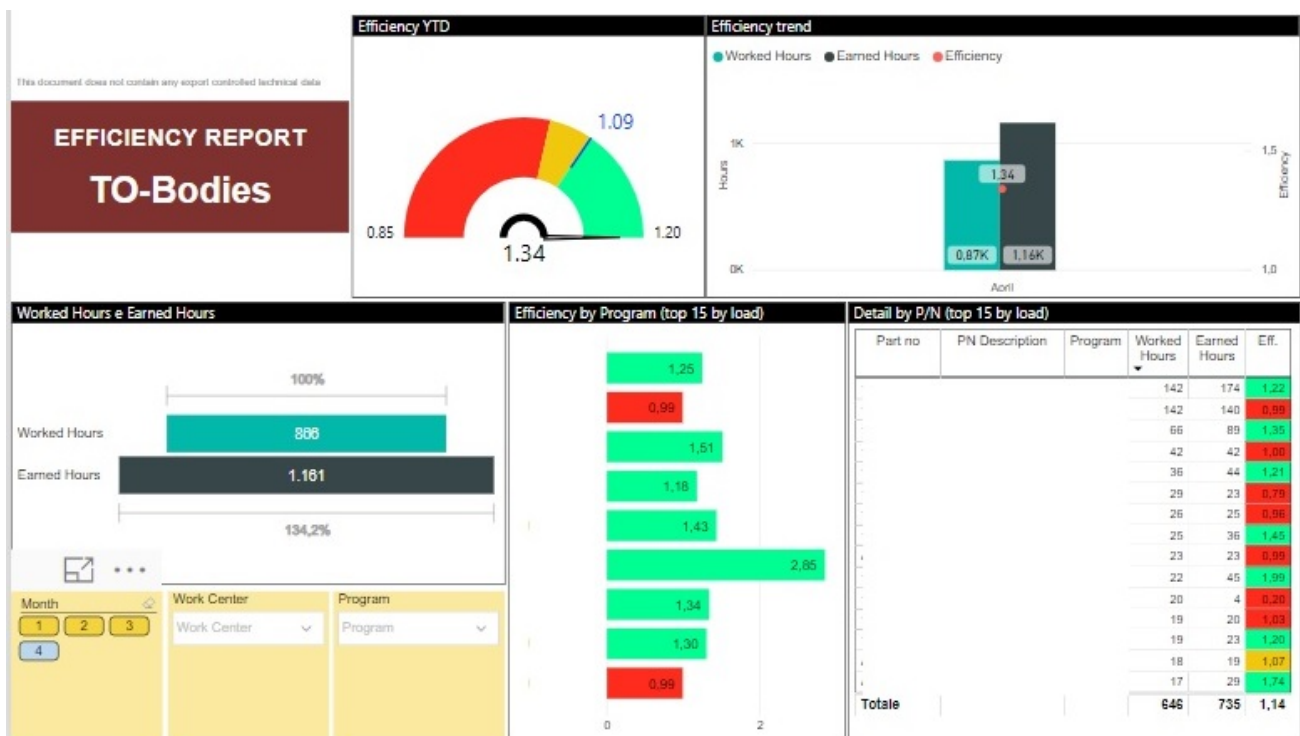 Efficiency YTD
Efficiency trend
This document does not contain any export controlled technical data
EFFICIENCY REPORT
TO-Bodies
1.09
0.85
1.20
1.34
Worked Hours Earned Hours Efficiency
1K
0K
Hours
1.34
0,87K
1,16K
April
1,5
1,0
Efficiency
Worked Hours e Earned Hours
100%
Worked Hours
866
Earned Hours
1.161
134,2%
Month
1 2 3
4
Work Center
Work Center
Program
Program
Efficiency by Program (top 15 by load)
1,25
0,99
1,51
1,18
1,43
2,85
1,34
1,30
0,99
0 2
Detail by P/N (top 15 by load)
Part no PN Description Program Worked Hours Earned Hours Eff.
142 174 1,22
142 140 0,99
66 89 1,35
42 42 1,00
36 44 1,21
29 23 0,79
26 25 0,96
25 36 1,45
23 23 0,99
22 45 1,99
20 4 0,20
19 20 1,03
19 23 1,20
18 19 1,07
17 29 1,74
Totale 646 735 1,14